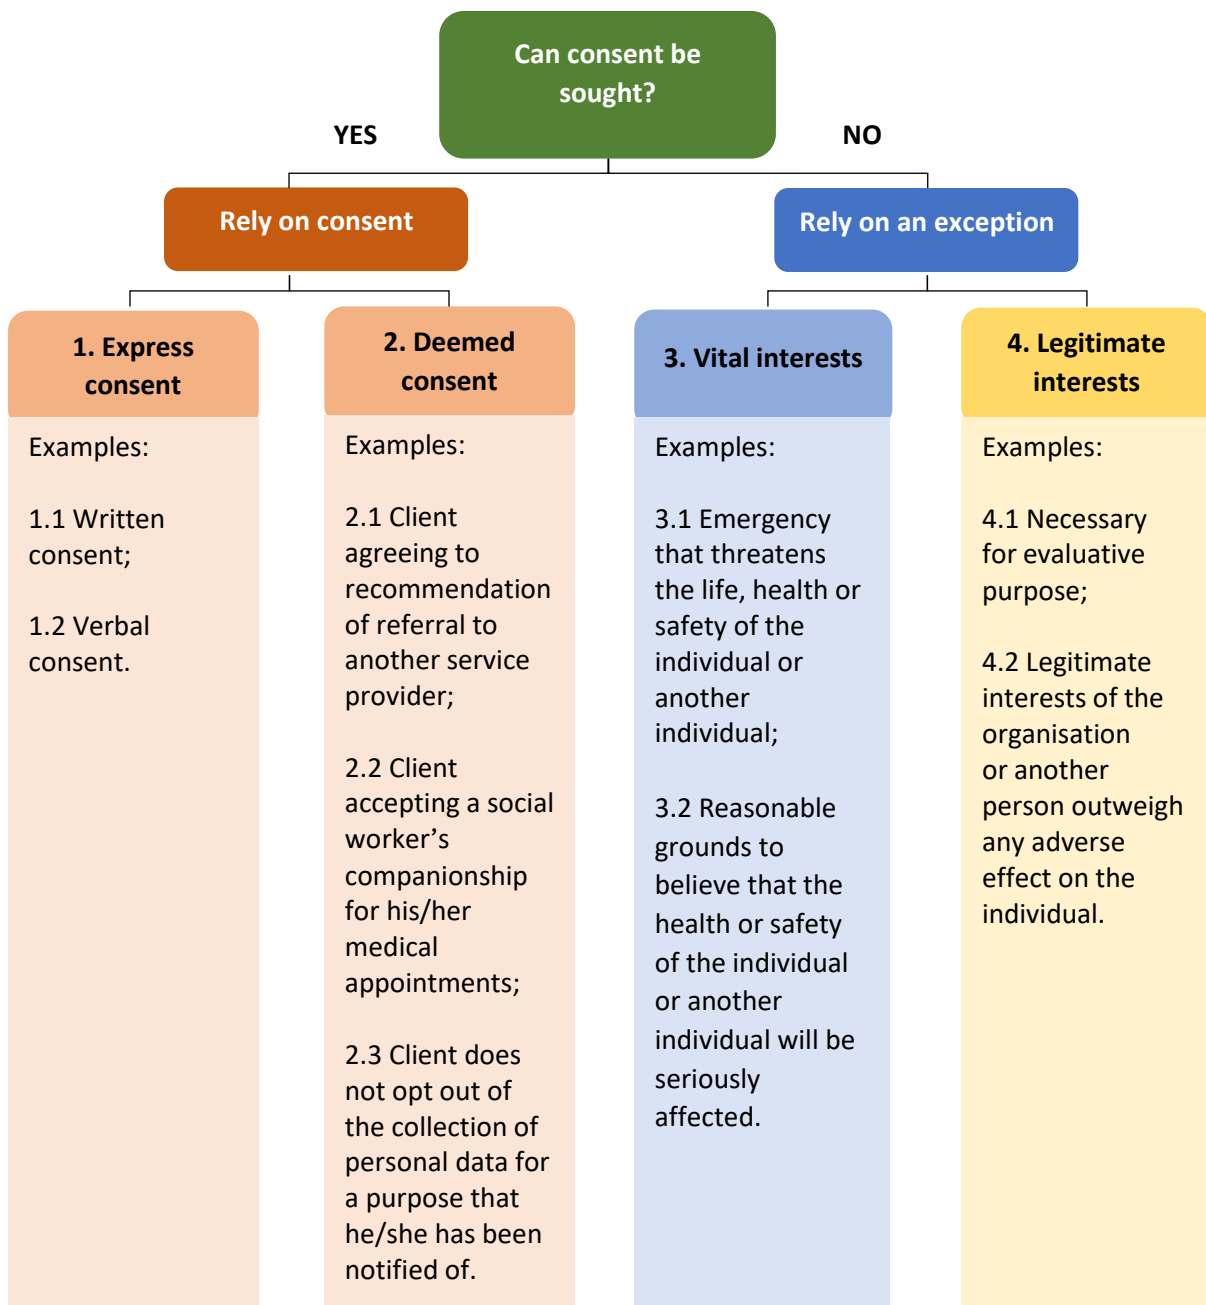 Can consent be
sought?
YES
NO
Rely on consent
Rely on an exception
1. Express
consent
Examples:
1.1 Written
consent;
1.2 Verbal
consent.
2. Deemed
consent
Examples:
2.1 Client
agreeing to
recommendation
of referral to
another service
provider;
2.2 Client
accepting a social
worker’s
companionship
for his/her
medical
appointments;
2.3 Client does
not opt out of
the collection of
personal data for
a purpose that
he/she has been
notified of.
3. Vital interests
Examples:
3.1 Emergency
that threatens
the life, health or
safety of the
individual or
another
individual;
3.2 Reasonable
grounds to
believe that the
health or safety
of the individual
or another
individual will be
seriously
affected.
4. Legitimate
interests
Examples:
4.1 Necessary
for evaluative
purpose;
4.2 Legitimate
interests of the
organisation
or another
person outweigh
any adverse
effect on the
individual.